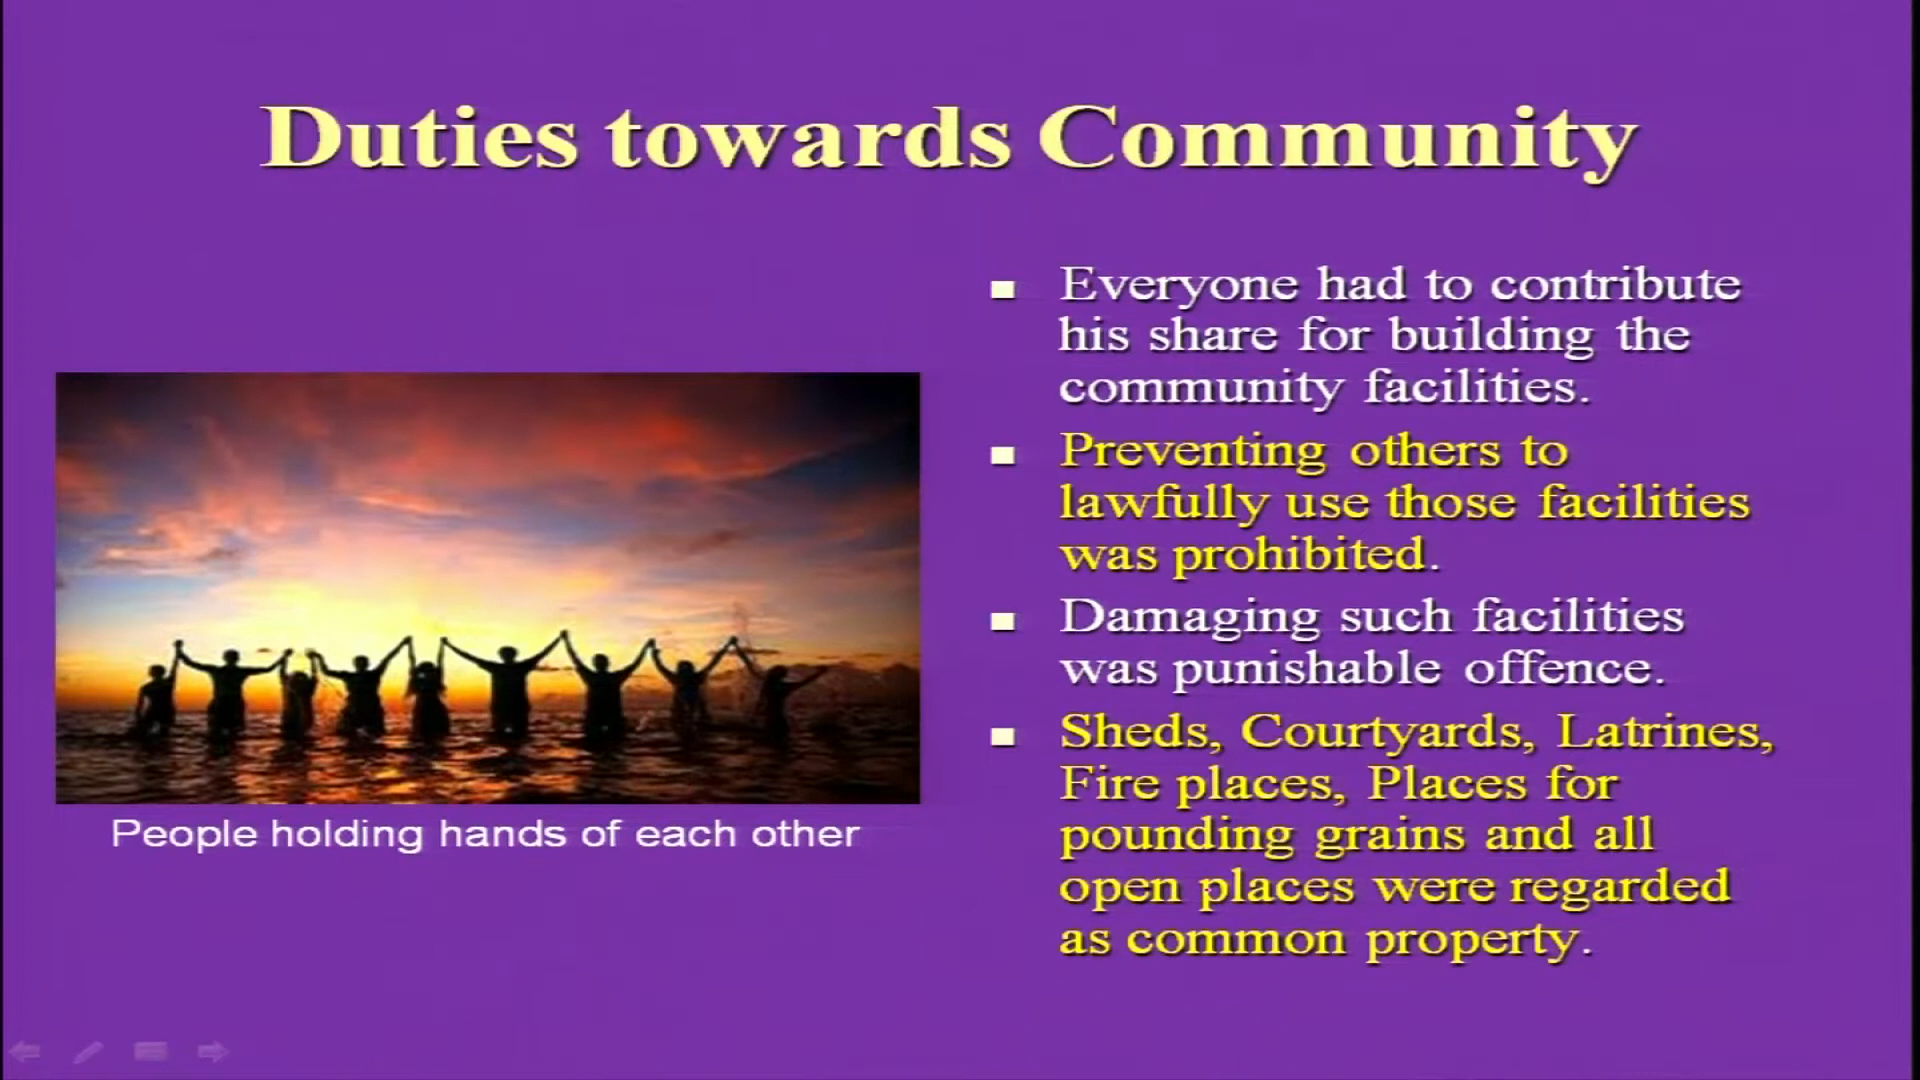 Duties towards Community
Everyone had to contribute
his share for building the
community facilities.
Preventing others to
lawfully use those facilities
was prohibited.
Damaging such facilities
was punishable offence.
Sheds, Courtyards, Latrines,
Fire places, Places for
pounding grains and all
open places were regarded
as common property.
People holding hands of each other